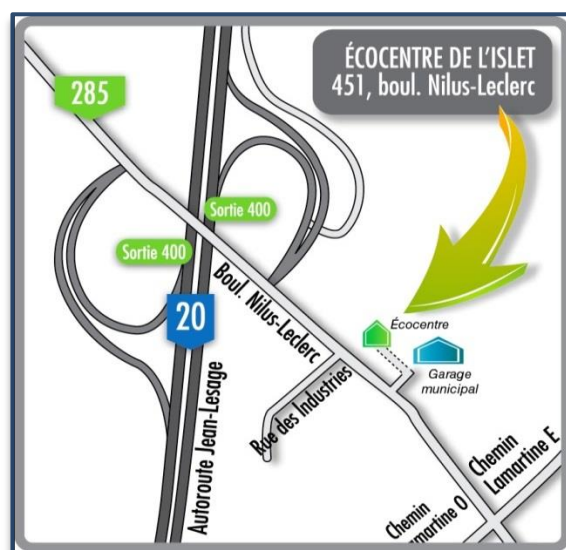 ÉCOCENTRE DE L'ISLET
451, boul. Nilus-Leclerc
285
Sortie 400
Sortie 400
20
Boul. Nilus-Leclerc
Autoroute Jean-Lesage
Rue des Industries
Écocentre
Garage
municipal
Chemin
Lamartine E
Chemin
amartine O